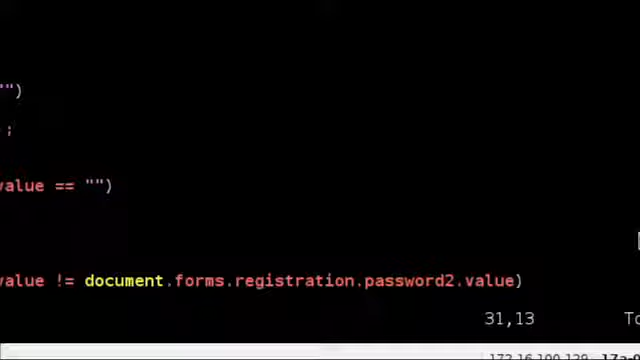 "")
;
value == "")
value != document.forms.registration.password2.value)
31,13